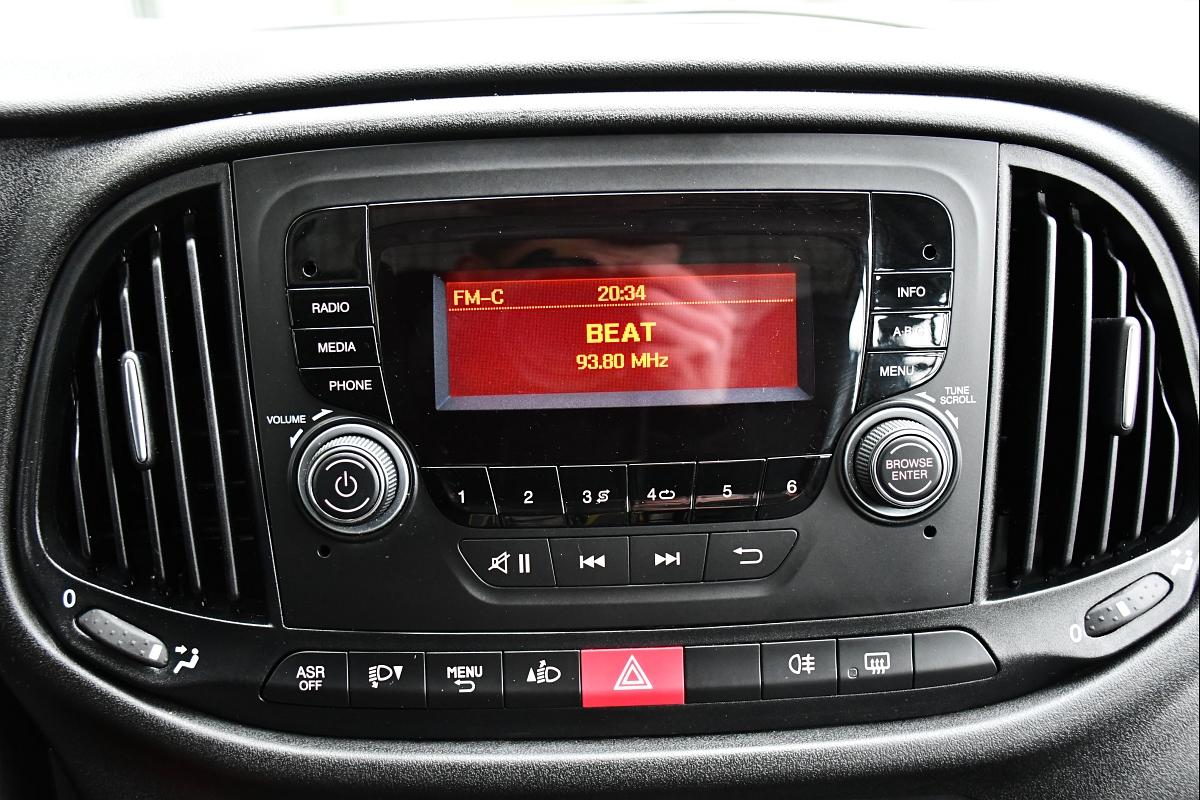 FM-C 20:34
BEAT
93.80 MHz
RADIO
MEDIA
PHONE
INFO
A-B-C
MENU
VOLUME
TUNE
SCROLL
BROWSE
ENTER
1 2 3 4 5 6
0
0
ASR
OFF
MENU